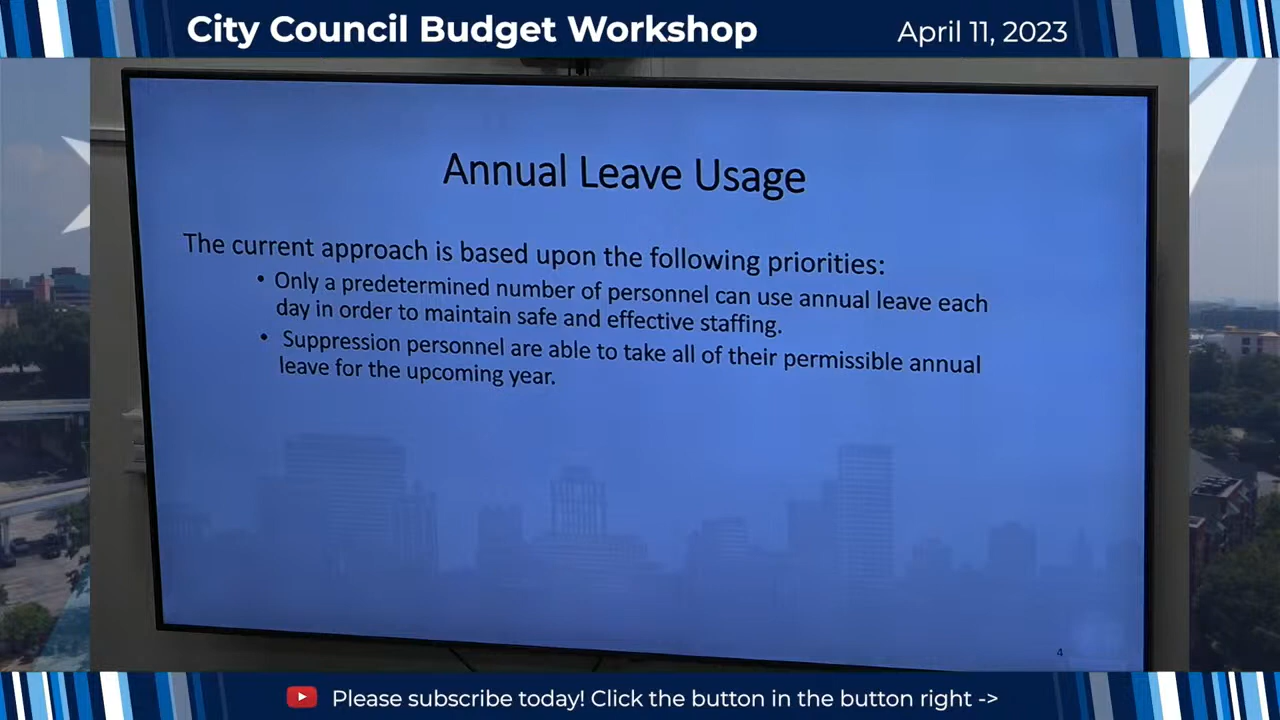 City Council Budget Workshop
April 11, 2023
Annual Leave Usage
The current approach is based upon the following priorities:
• Only a predetermined number of personnel can use annual leave each
day in order to maintain safe and effective staffing.
• Suppression personnel are able to take all of their permissible annual
leave for the upcoming year.
4
Please subscribe today! Click the button in the button right ->